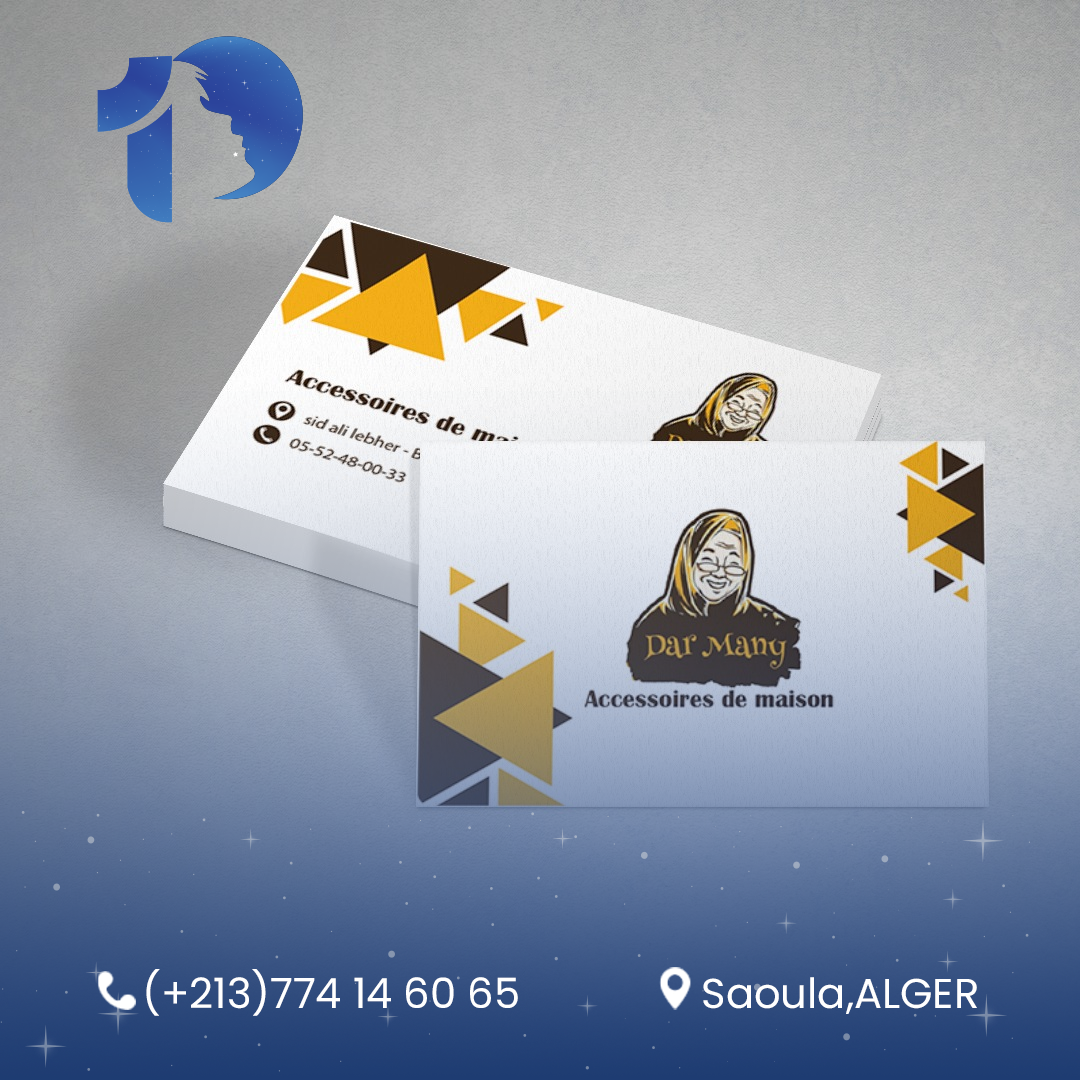 Accessoires de mai
sid ali lebher - B
05-52-48-00-33
Dar Many
Accessoires de maison
(+213)774 14 60 65
Saoula,ALGER